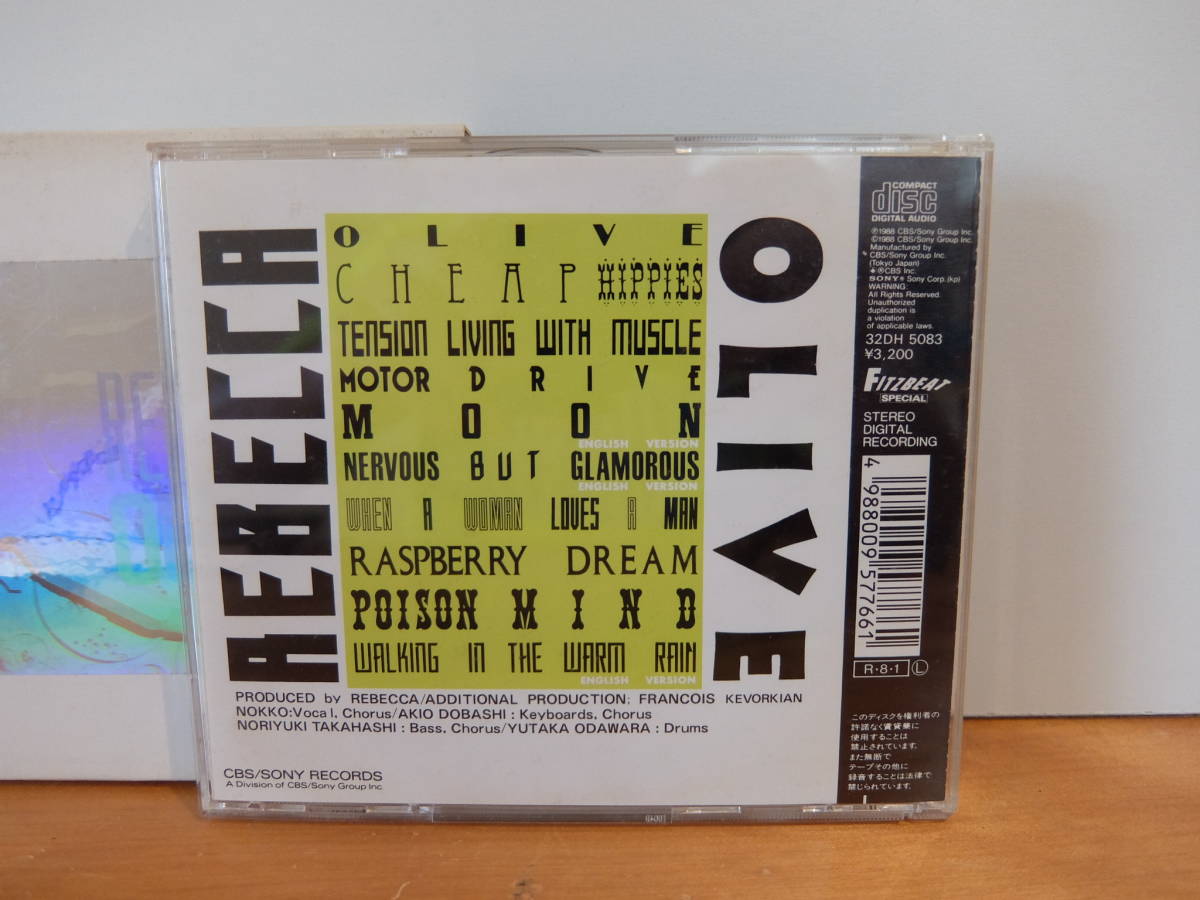 REBECCA
OLIVE
CHEAP HIPPIES
TENSION LIVING WITH MUSCLE
MOTOR DRIVE
MOON
ENGLISH VERSION
NERVOUS BUT GLAMOROUS
ENGLISH VERSION
WHEN A WOMAN LOVES A MAN
RASPBERRY DREAM
POISON MIND
WALKING IN THE WARM RAIN
ENGLISH VERSION
OLIVE
PRODUCED by REBECCA/ADDITIONAL PRODUCTION: FRANCOIS KEVORKIAN
NOKKO:Vocal, Chorus/AKIO DOBASHI : Keyboards, Chorus
NORIYUKI TAKAHASHI : Bass, Chorus/YUTAKA ODAWARA : Drums
CBS/SONY RECORDS
A Division of CBS/Sony Group Inc.
COMPACT
disc
DIGITAL AUDIO
℗1988 CBS/Sony Group Inc.
©1988 CBS/Sony Group Inc.
Manufactured by
CBS/Sony Group Inc.
(Tokyo Japan)
®CBS Inc.
SONY® Sony Corp.(kp)
WARNING:
All Rights Reserved.
Unauthorized
duplication is
a violation
of applicable laws.
32DH 5083
¥3,200
FITZBEAT
SPECIAL
STEREO
DIGITAL
RECORDING
4 988009 577661
R・8・1 Ⓛ
このディスクを権利者の
許諾なく賃貸業に
使用することは
禁止されています。
また無断で
テープその他に
録音することは法律で
禁じられています。